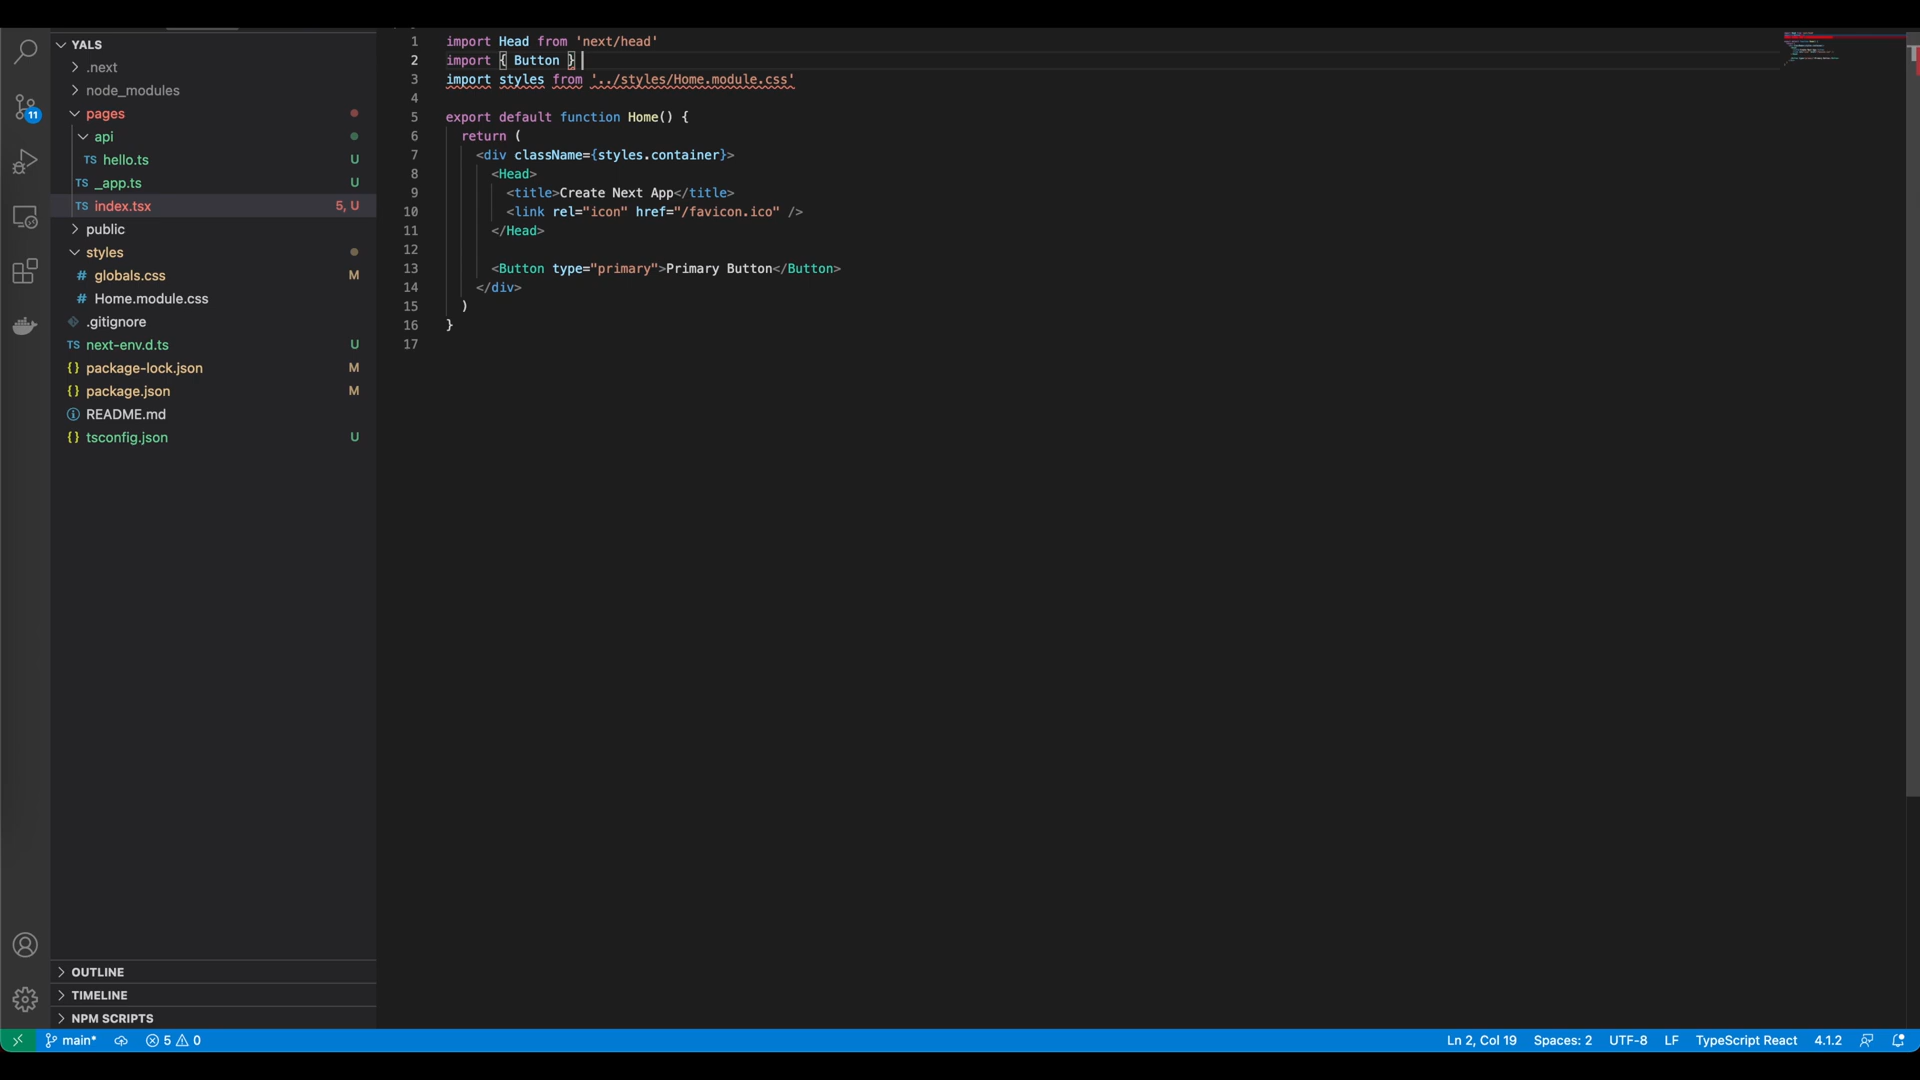 YALS
.next
node_modules
pages
api
TS hello.ts U
TS _app.ts U
TS index.tsx 5, U
public
styles
# globals.css M
# Home.module.css
.gitignore
TS next-env.d.ts U
{} package-lock.json M
{} package.json M
README.md
{} tsconfig.json U
OUTLINE
TIMELINE
NPM SCRIPTS
11
1 import Head from 'next/head'
2 import { Button }
3 import styles from '../styles/Home.module.css'
4
5 export default function Home() {
6 return (
7 <div className={styles.container}>
8 <Head>
9 <title>Create Next App</title>
10 <link rel="icon" href="/favicon.ico" />
11 </Head>
12
13 <Button type="primary">Primary Button</Button>
14 </div>
15 )
16 }
17
main* 5 0 Ln 2, Col 19 Spaces: 2 UTF-8 LF TypeScript React 4.1.2